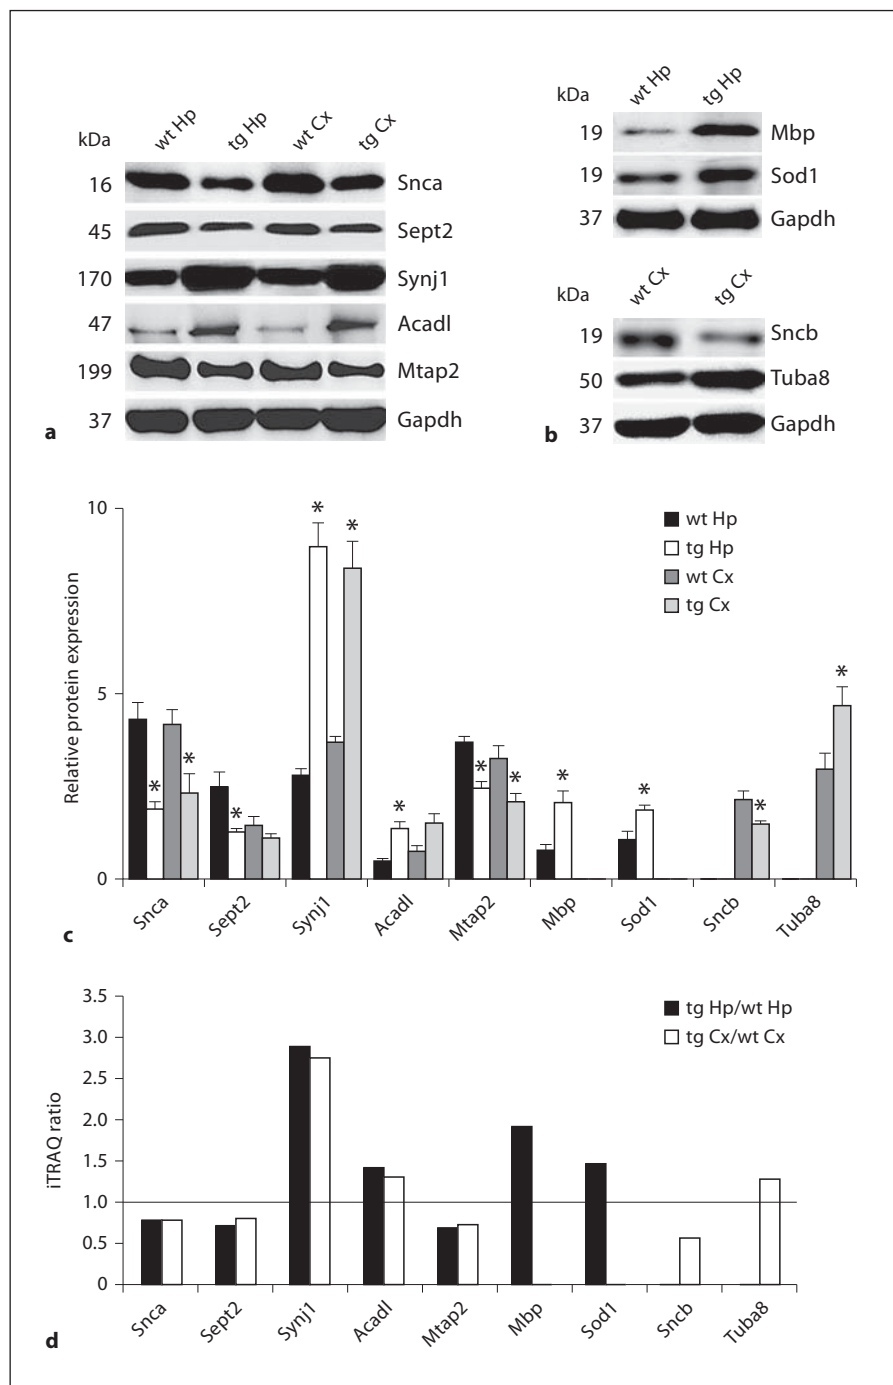 kDa
wt Hp
tg Hp
wt Cx
tg Cx
16
Snca
45
Sept2
170
Synj1
47
Acadl
199
Mtap2
37
Gapdh
a
kDa
wt Hp
tg Hp
19
Mbp
19
Sod1
37
Gapdh
kDa
wt Cx
tg Cx
19
Sncb
50
Tuba8
37
Gapdh
b
Relative protein expression
10
5
0
wt Hp
tg Hp
wt Cx
tg Cx
* * * * * * * * * * * *
Snca
Sept2
Synj1
Acadl
Mtap2
Mbp
Sod1
Sncb
Tuba8
c
iTRAQ ratio
3.5
3.0
2.5
2.0
1.5
1.0
0.5
0
tg Hp/wt Hp
tg Cx/wt Cx
Snca
Sept2
Synj1
Acadl
Mtap2
Mbp
Sod1
Sncb
Tuba8
d